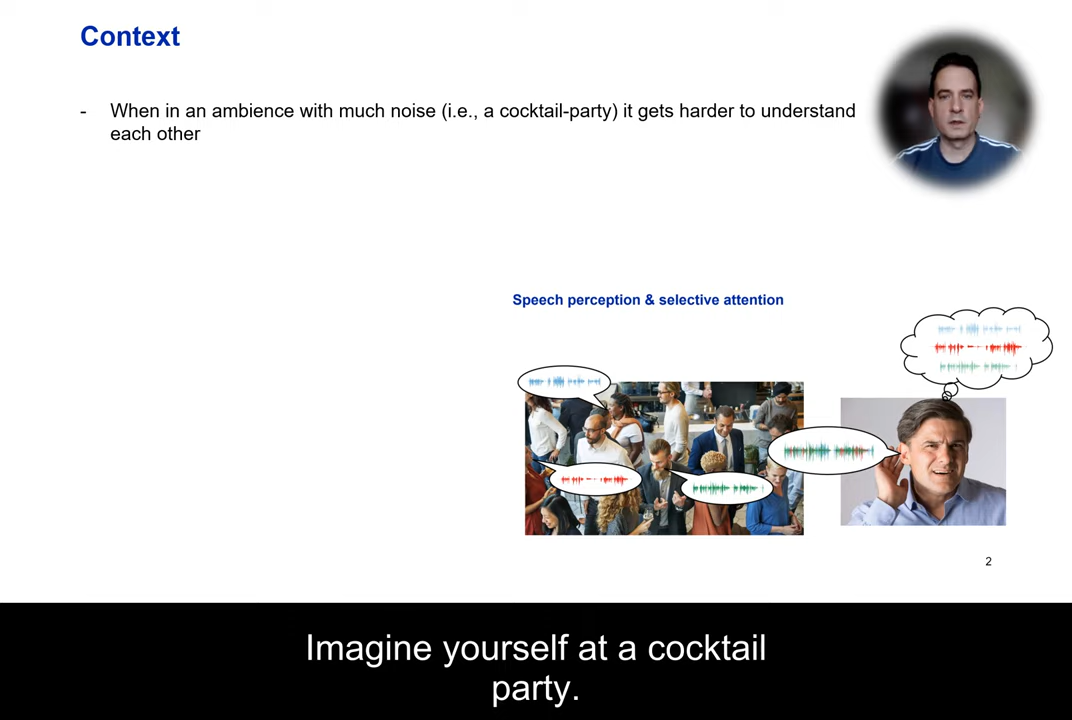 Context
- When in an ambience with much noise (i.e., a cocktail-party) it gets harder to understand
each other
Speech perception & selective attention
2
Imagine yourself at a cocktail
party.